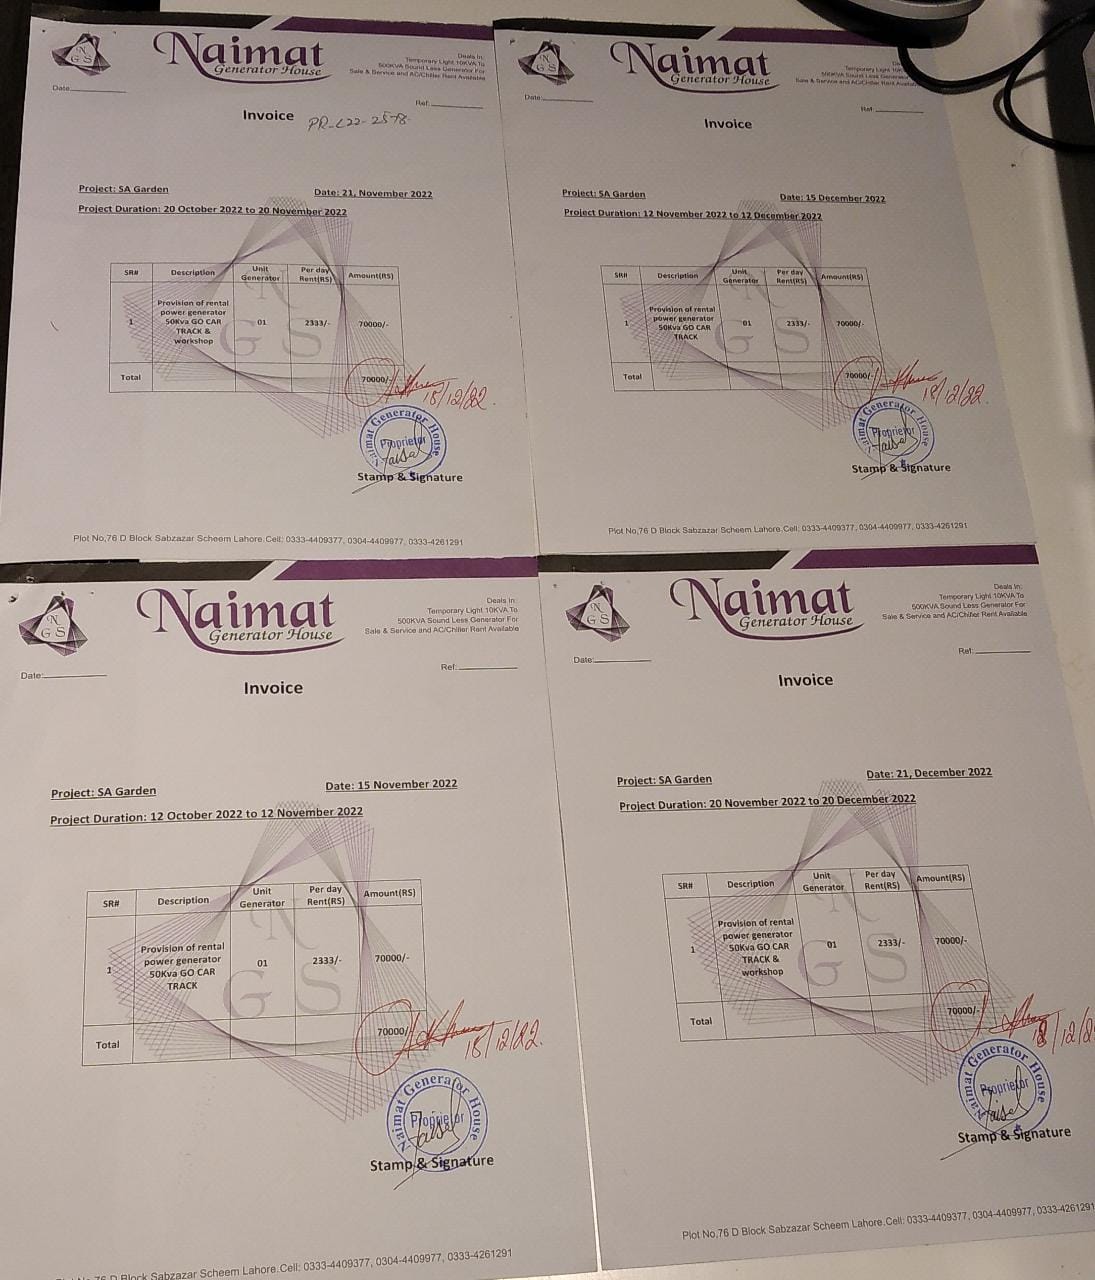 N
G S
Naimat
Generator House
Deals In:
Temporary Light 10KVA To
500KVA Sound Less Generator For
Sale & Service and AC/Chiller Rent Available
Date:
Ref:
Invoice PR-L22-2578
Project: SA Garden Date: 21, November 2022
Project Duration: 20 October 2022 to 20 November 2022
SR# Description Unit Generator Per day Rent(RS) Amount(RS)
1 Provision of rental power generator 50Kva GO CAR TRACK & workshop 01 2333/- 70000/-
Total 70000/-
18/12/22.
Naimat Generator House
Proprietor
Faisal
Stamp & Signature
Plot No,76 D Block Sabzazar Scheem Lahore.Cell: 0333-4409377, 0304-4409977, 0333-4261291
N
G S
Naimat
Generator House
Temporary Light
500KVA Sound Less Generator
Sale & Service and AC/Chiller Rent Available
Date:
Ref:
Invoice
Project: SA Garden Date: 15 December 2022
Project Duration: 12 November 2022 to 12 December 2022
SR# Description Unit Generator Per day Rent(RS) Amount(RS)
1 Provision of rental power generator 50Kva GO CAR TRACK 01 2333/- 70000/-
Total 70000/-
18/12/22.
Naimat Generator House
Proprietor
Faisal
Stamp & Signature
Plot No,76 D Block Sabzazar Scheem Lahore.Cell: 0333-4409377, 0304-4409977, 0333-4261291
N
G S
Naimat
Generator House
Deals In:
Temporary Light 10KVA To
500KVA Sound Less Generator For
Sale & Service and AC/Chiller Rent Available
Date:
Ref:
Invoice
Project: SA Garden Date: 15 November 2022
Project Duration: 12 October 2022 to 12 November 2022
SR# Description Unit Generator Per day Rent(RS) Amount(RS)
1 Provision of rental power generator 50Kva GO CAR TRACK 01 2333/- 70000/-
Total 70000/-
18/12/22.
Naimat Generator House
Proprietor
Faisal
Stamp & Signature
76 D Block Sabzazar Scheem Lahore.Cell: 0333-4409377, 0304-4409977, 0333-4261291
N
G S
Naimat
Generator House
Deals In:
Temporary Light 10KVA To
500KVA Sound Less Generator For
Sale & Service and AC/Chiller Rent Available
Date:
Ref:
Invoice
Project: SA Garden Date: 21, December 2022
Project Duration: 20 November 2022 to 20 December 2022
SR# Description Unit Generator Per day Rent(RS) Amount(RS)
1 Provision of rental power generator 50Kva GO CAR TRACK & workshop 01 2333/- 70000/-
Total 70000/-
18/12/2
Naimat Generator House
Proprietor
Faisal
Stamp & Signature
Plot No,76 D Block Sabzazar Scheem Lahore.Cell: 0333-4409377, 0304-4409977, 0333-4261291